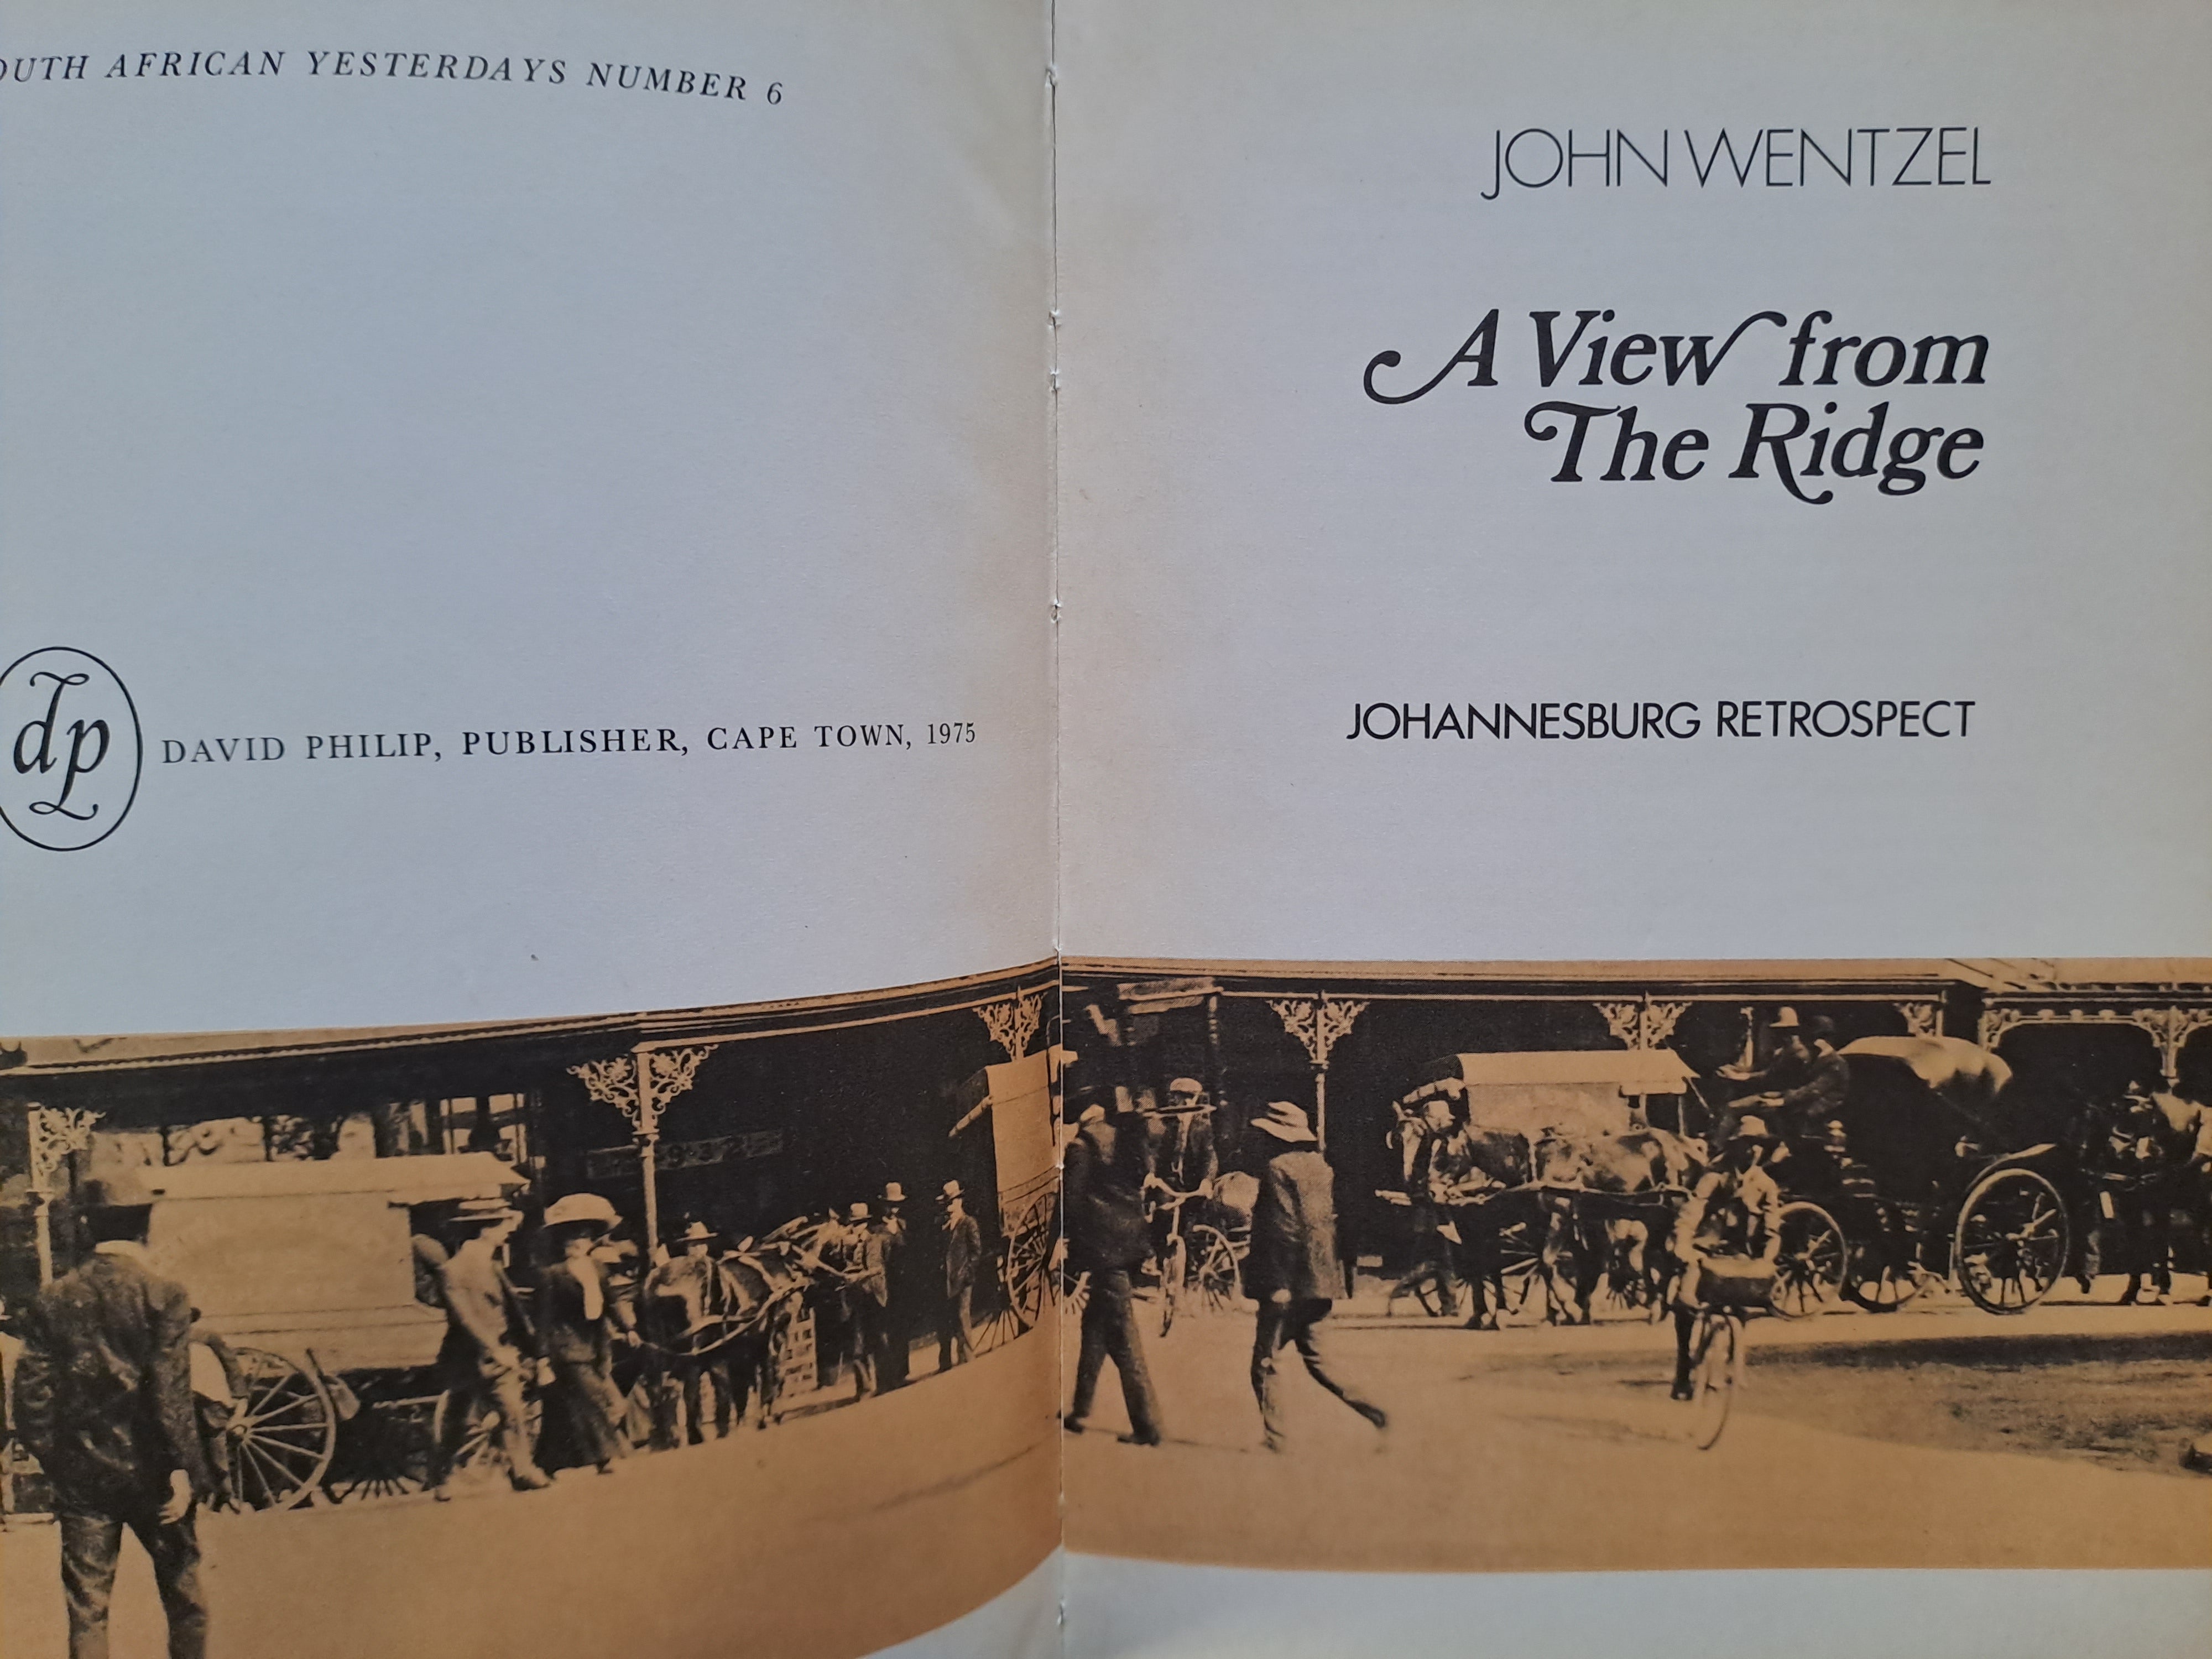 OUTH AFRICAN YESTERDAYS NUMBER 6
dp DAVID PHILIP, PUBLISHER, CAPE TOWN, 1975
JOHN WENTZEL
A View from
The Ridge
JOHANNESBURG RETROSPECT